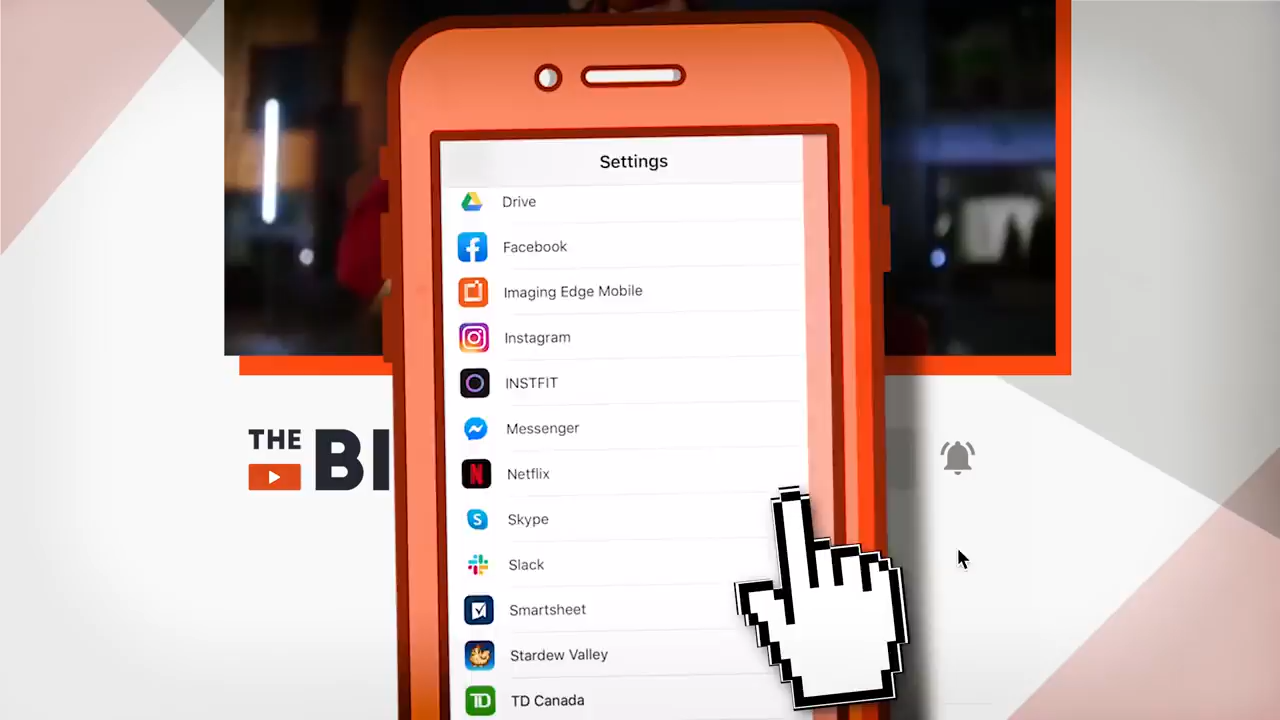 Settings
Drive
Facebook
Imaging Edge Mobile
Instagram
INSTFIT
Messenger
Netflix
Skype
Slack
Smartsheet
Stardew Valley
TD Canada
THE
BI